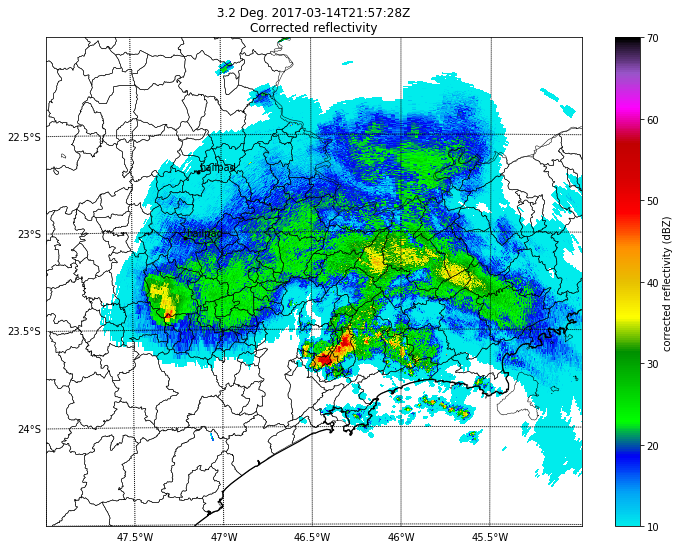 3.2 Deg. 2017-03-14T21:57:28Z
Corrected reflectivity
22.5°S
23°S
23.5°S
24°S
47.5°W
47°W
46.5°W
46°W
45.5°W
70
60
50
40
30
20
10
corrected reflectivity (dBZ)